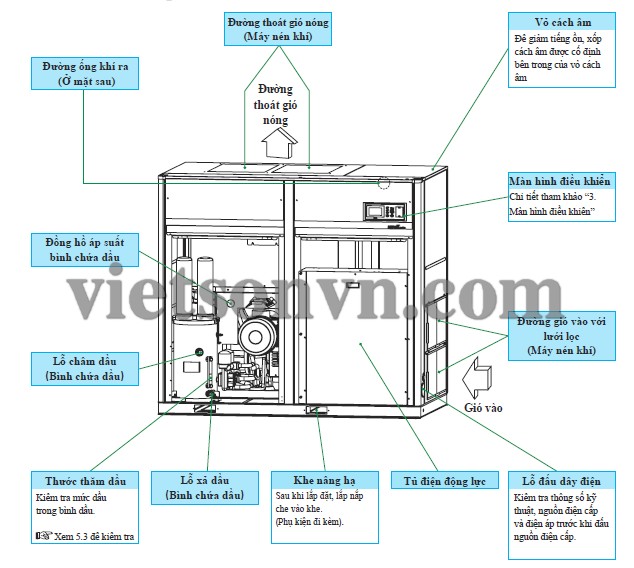 Đường thoát gió nóng
(Máy nén khí)
Vỏ cách âm
Để giảm tiếng ồn, xốp
cách âm được cố định
bên trong của vỏ cách
âm
Đường ống khí ra
(Ở mặt sau)
Đường
thoát gió
nóng
Màn hình điều khiển
Chi tiết tham khảo “3.
Màn hình điều khiển”
Đồng hồ áp suất
bình chứa dầu
vietsonvn.com
Đường gió vào với
lưới lọc
(Máy nén khí)
Lỗ châm dầu
(Bình chứa dầu)
Gió vào
Thước thăm dầu
Kiểm tra mức dầu
trong bình dầu.
Xem 5.3 để kiểm tra
Lỗ xả dầu
(Bình chứa dầu)
Khe nâng hạ
Sau khi lắp đặt, lắp nắp
che vào khe.
(Phụ kiện đi kèm).
Tủ điện động lực
Lỗ đấu dây điện
Kiểm tra thông số kỹ
thuật, nguồn điện cấp
và điện áp trước khi đấu
nguồn điện cấp.